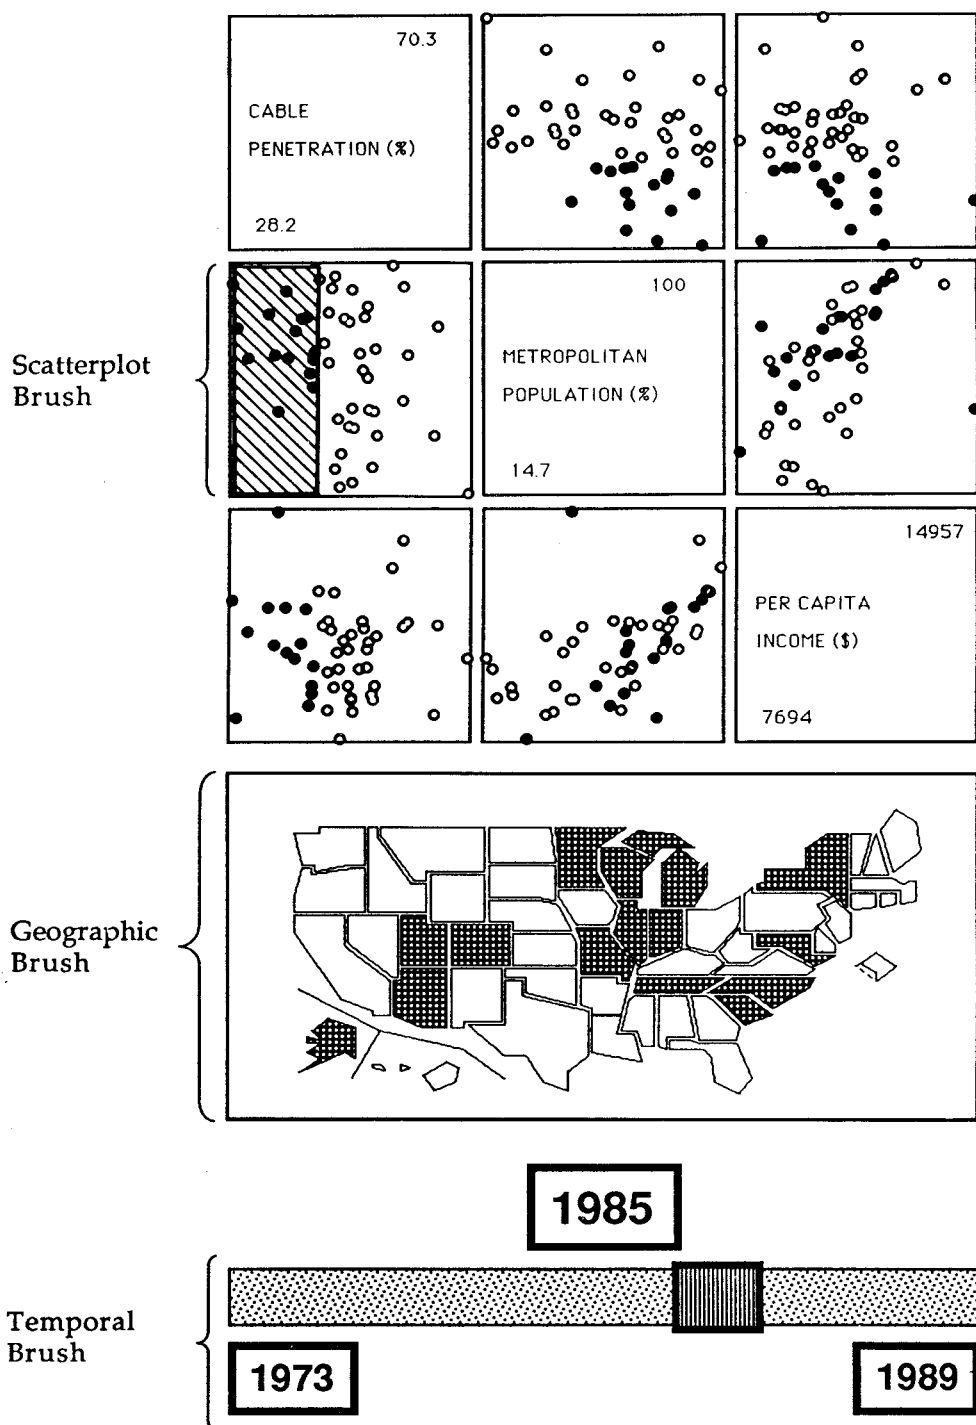 70.3
CABLE
PENETRATION (%)
28.2
Scatterplot
Brush
100
METROPOLITAN
POPULATION (%)
14.7
14957
PER CAPITA
INCOME ($)
7694
Geographic
Brush
1985
Temporal
Brush
1973
1989